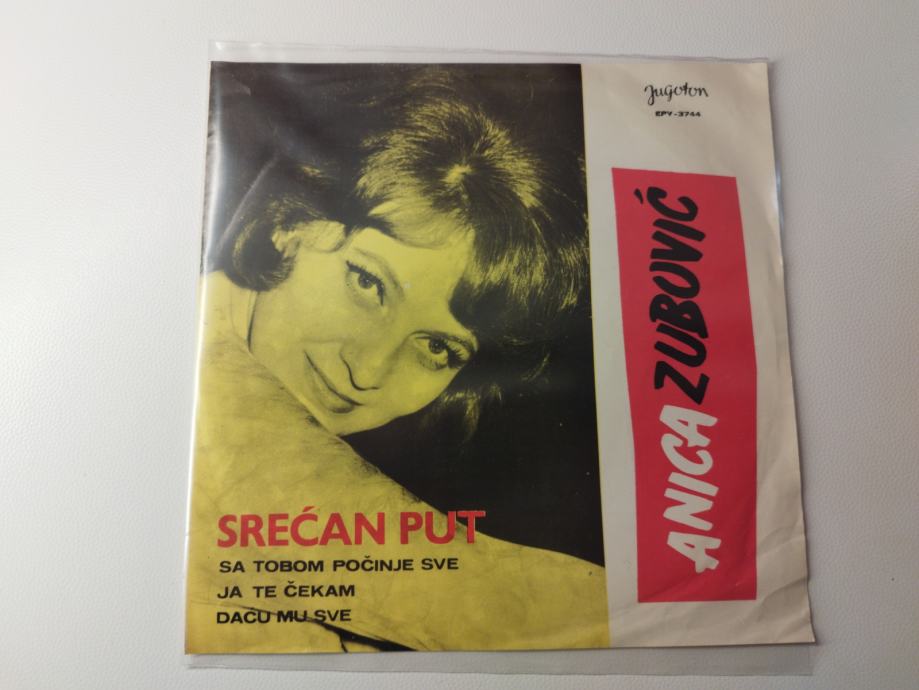 Jugoton
EPY-3744
ANICA ZUBOVIĆ
SREĆAN PUT
SA TOBOM POČINJE SVE
JA TE ČEKAM
DAĆU MU SVE